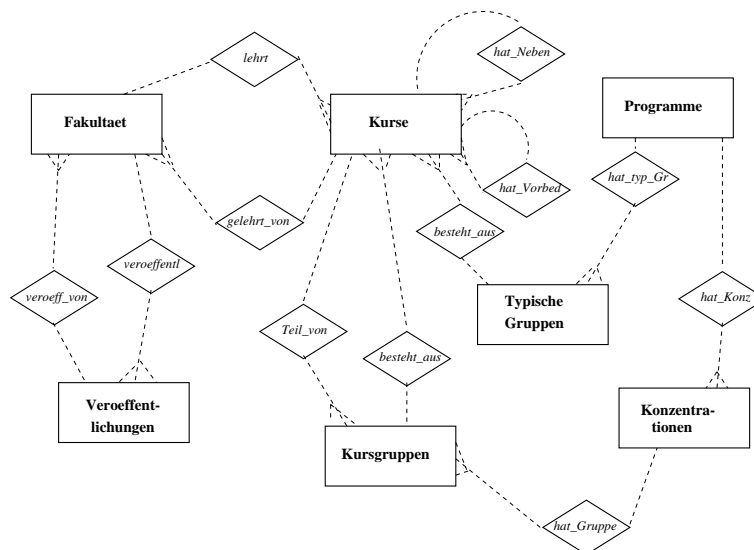 lehrt
hat_Neben
Fakultaet
Kurse
Programme
hat_typ_Gr
hat_Vorbed
gelehrt_von
besteht_aus
veroeffentl
veroeff_von
hat_Konz
Typische
Gruppen
Teil_von
besteht_aus
Veroeffent-
lichungen
Konzentra-
tionen
Kursgruppen
hat_Gruppe